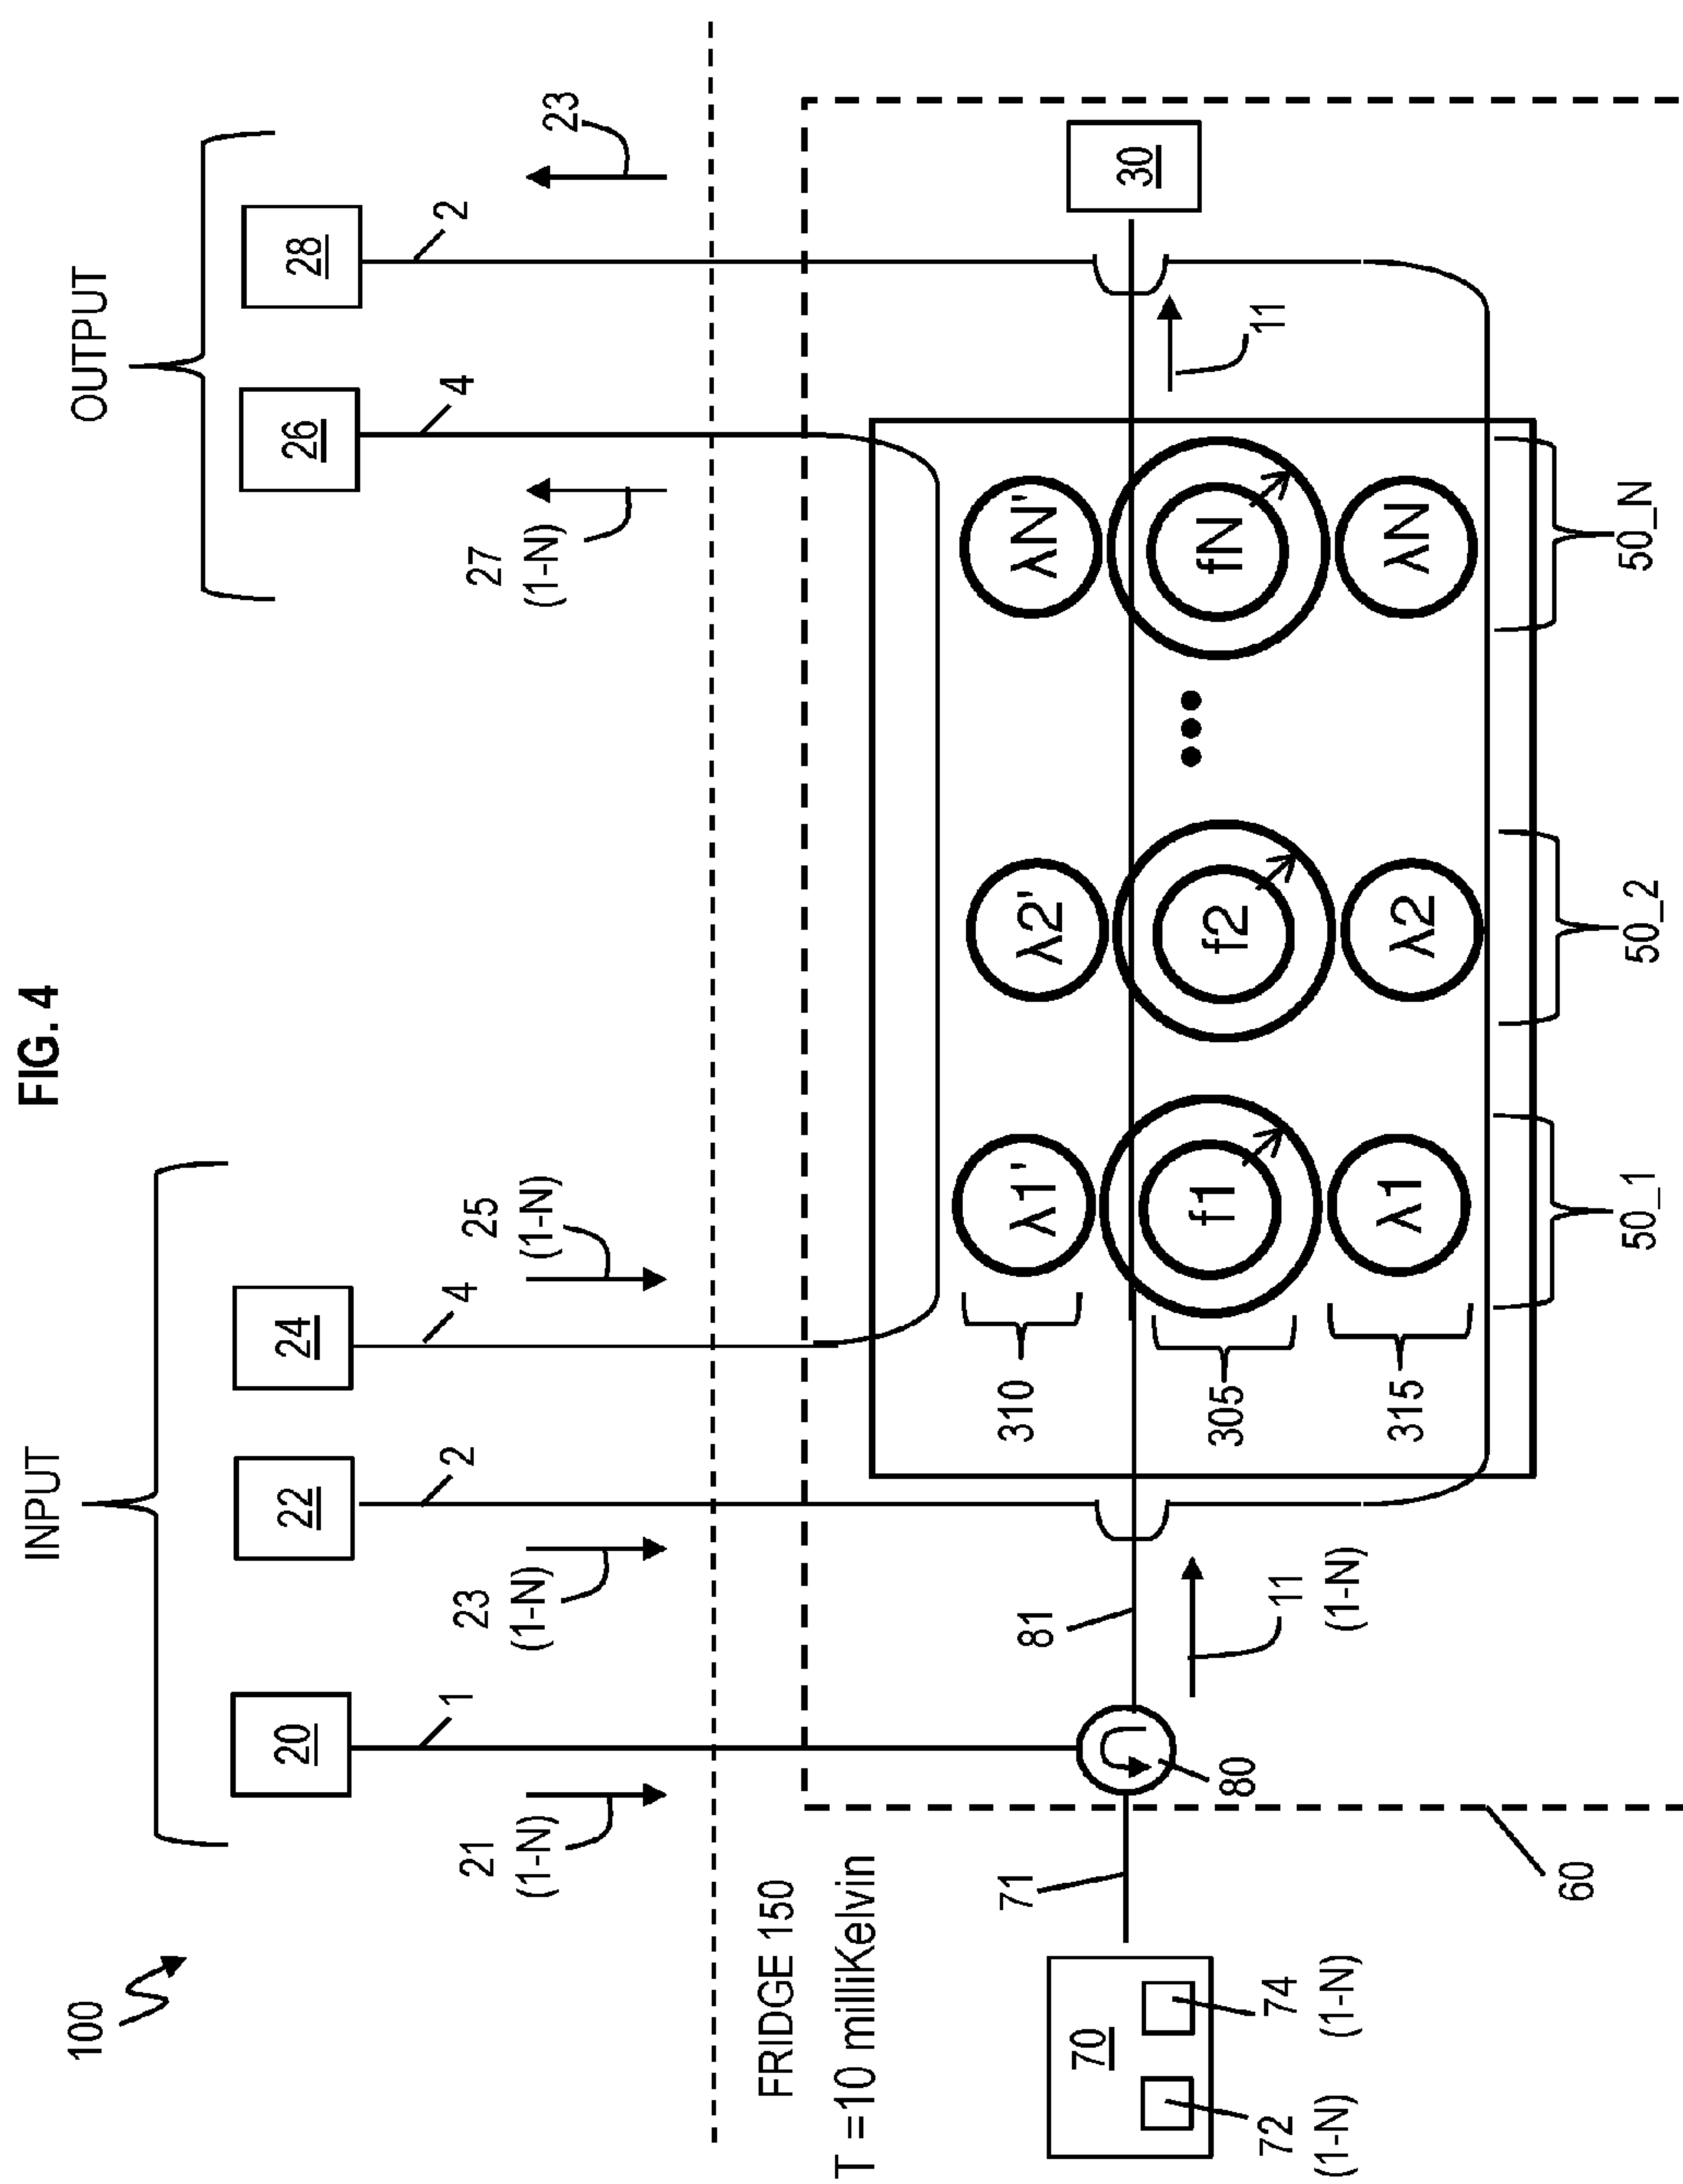 FIG. 4
100
INPUT
OUTPUT
20
22
24
26
28
1
2
4
4
2
21
(1-N)
23
(1-N)
25
(1-N)
27
(1-N)
23
FRIDGE 150
T =10 milliKelvin
70
72
(1-N)
74
(1-N)
71
80
81
11
(1-N)
60
310
305
315
λ1'
λ2'
λN'
f1
f2
fN
λ1
λ2
λN
50_1
50_2
50_N
11
30